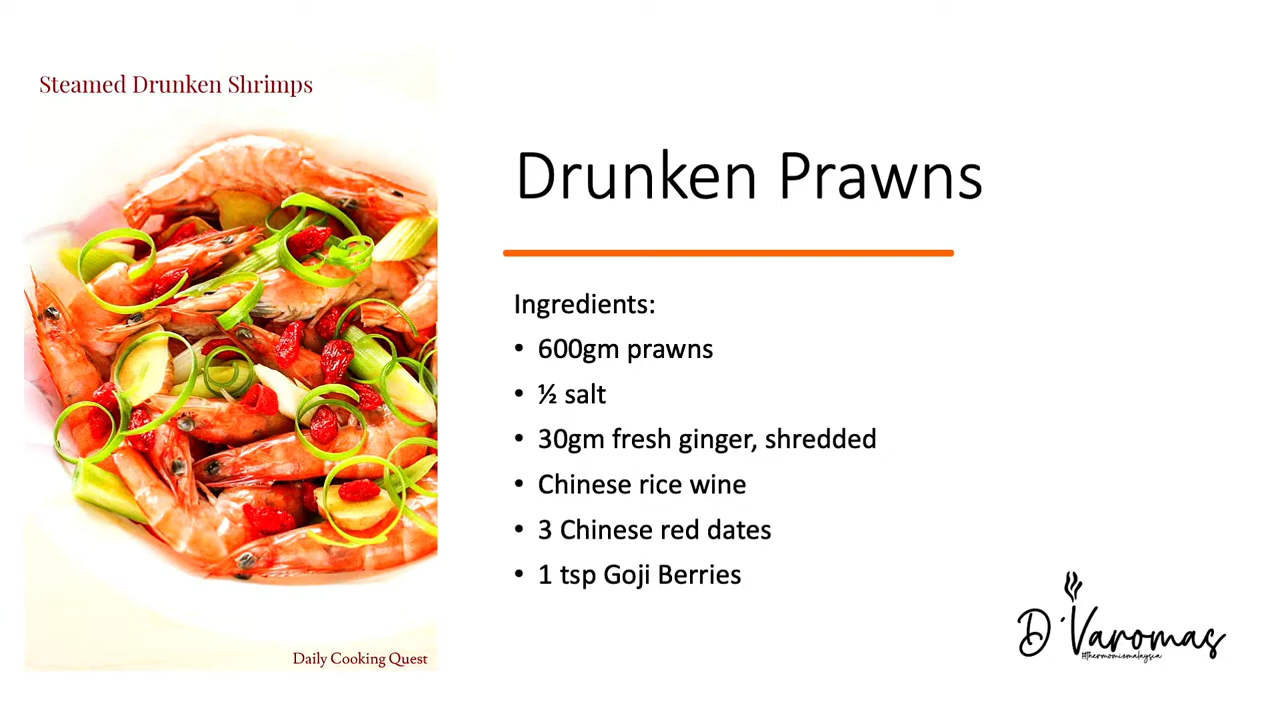 Steamed Drunken Shrimps
Drunken Prawns
Ingredients:
• 600gm prawns
• ½ salt
• 30gm fresh ginger, shredded
• Chinese rice wine
• 3 Chinese red dates
• 1 tsp Goji Berries
Daily Cooking Quest
D'Varomas
#thermomixmalaysia